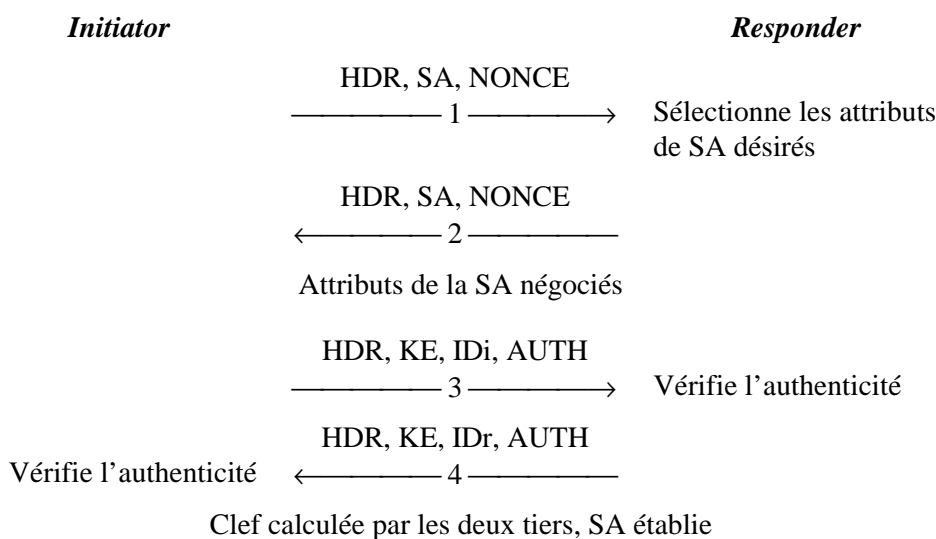 Initiator
Responder
HDR, SA, NONCE
1
Sélectionne les attributs
de SA désirés
HDR, SA, NONCE
2
Attributs de la SA négociés
HDR, KE, IDi, AUTH
3
Vérifie l’authenticité
HDR, KE, IDr, AUTH
Vérifie l’authenticité
4
Clef calculée par les deux tiers, SA établie